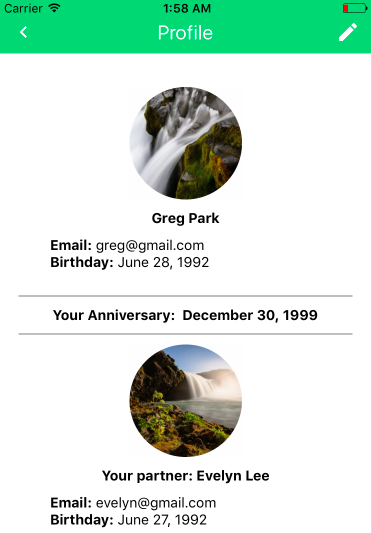 Carrier 1:58 AM
Profile
Greg Park
Email: greg@gmail.com
Birthday: June 28, 1992
Your Anniversary: December 30, 1999
Your partner: Evelyn Lee
Email: evelyn@gmail.com
Birthday: June 27, 1992